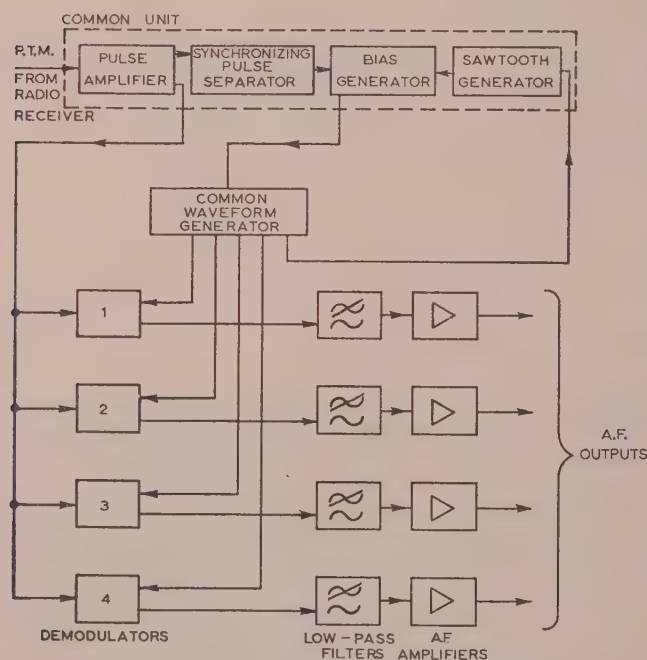 COMMON UNIT
P.T.M.
FROM
RADIO
RECEIVER
PULSE
AMPLIFIER
SYNCHRONIZING
PULSE
SEPARATOR
BIAS
GENERATOR
SAWTOOTH
GENERATOR
COMMON
WAVEFORM
GENERATOR
1
2
3
4
A.F.
OUTPUTS
DEMODULATORS
LOW-PASS
FILTERS
A.F.
AMPLIFIERS